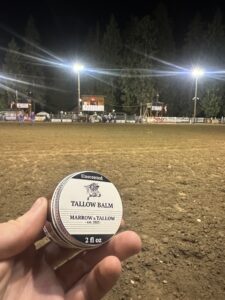 Unscented
TALLOW BALM
MARROW & TALLOW
2 fl oz